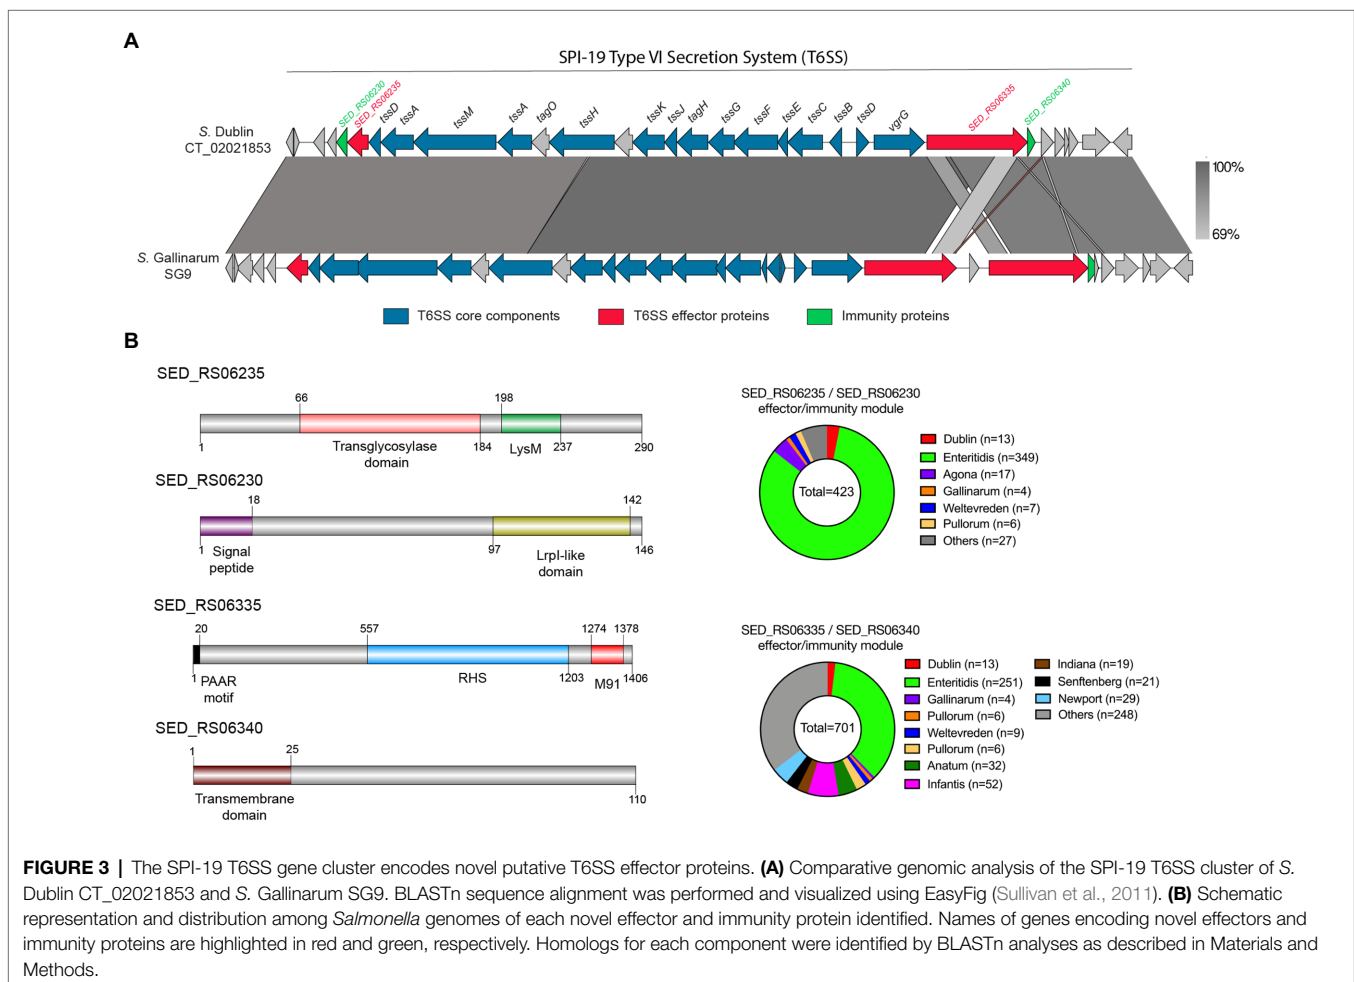 A
SPI-19 Type VI Secretion System (T6SS)
SED_RS06230
SED_RS06235
tssD
tssA
tssM
tssA
tagO
tssH
tssK
tssJ
tagH
tssG
tssF
tssE
tssC
tssB
tssD
vgrG
SED_RS06335
SED_RS06340
S. Dublin
CT_02021853
100%
69%
S. Gallinarum
SG9
T6SS core components
T6SS effector proteins
Immunity proteins
B
SED_RS06235
66
198
1
Transglycosylase
domain
184
LysM
237
290
SED_RS06230
18
142
1
Signal
peptide
97
LrpI-like
domain
146
SED_RS06335
20
557
1274
1378
1
PAAR
motif
RHS
1203
M91
1406
SED_RS06340
1
25
Transmembrane
domain
110
SED_RS06235 / SED_RS06230
effector/immunity module
Total=423
Dublin (n=13)
Enteritidis (n=349)
Agona (n=17)
Gallinarum (n=4)
Weltevreden (n=7)
Pullorum (n=6)
Others (n=27)
SED_RS06335 / SED_RS06340
effector/immunity module
Total=701
Dublin (n=13)
Enteritidis (n=251)
Gallinarum (n=4)
Pullorum (n=6)
Weltevreden (n=9)
Pullorum (n=6)
Anatum (n=32)
Infantis (n=52)
Indiana (n=19)
Senftenberg (n=21)
Newport (n=29)
Others (n=248)
FIGURE 3 | The SPI-19 T6SS gene cluster encodes novel putative T6SS effector proteins. (A) Comparative genomic analysis of the SPI-19 T6SS cluster of S.
Dublin CT_02021853 and S. Gallinarum SG9. BLASTn sequence alignment was performed and visualized using EasyFig (Sullivan et al., 2011). (B) Schematic
representation and distribution among Salmonella genomes of each novel effector and immunity protein identified. Names of genes encoding novel effectors and
immunity proteins are highlighted in red and green, respectively. Homologs for each component were identified by BLASTn analyses as described in Materials and
Methods.